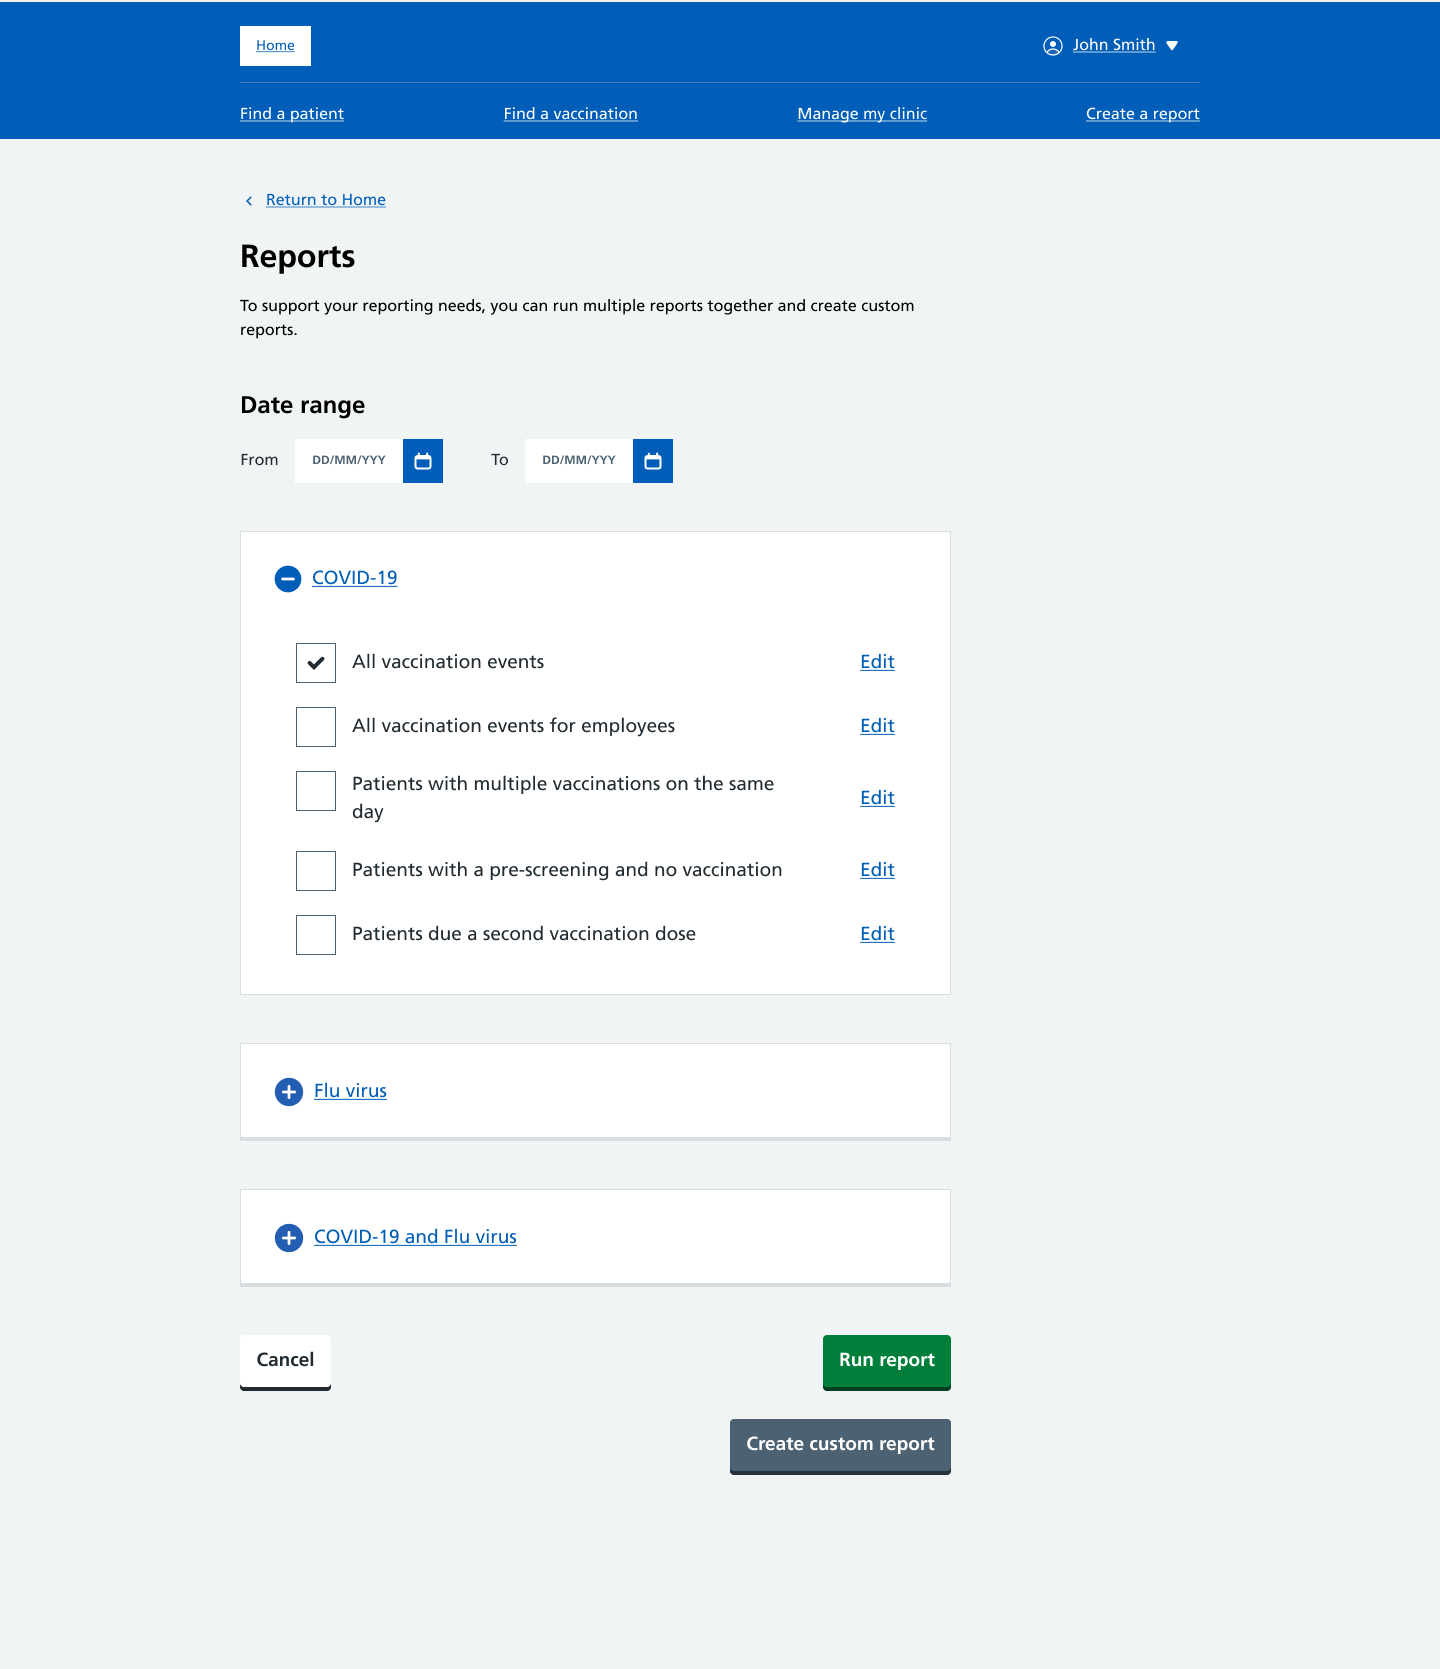 Home
John Smith
Find a patient
Find a vaccination
Manage my clinic
Create a report
Return to Home
Reports
To support your reporting needs, you can run multiple reports together and create custom
reports.
Date range
From
DD/MM/YYY
To
DD/MM/YYY
COVID-19
All vaccination events
Edit
All vaccination events for employees
Edit
Patients with multiple vaccinations on the same
day
Edit
Patients with a pre-screening and no vaccination
Edit
Patients due a second vaccination dose
Edit
Flu virus
COVID-19 and Flu virus
Cancel
Run report
Create custom report